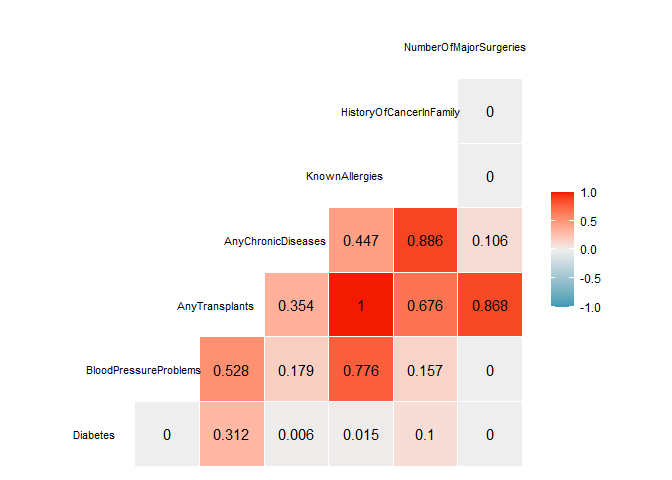 NumberOfMajorSurgeries
HistoryOfCancerInFamily 0
KnownAllergies 0
1.0
AnyChronicDiseases 0.447 0.886 0.106
0.5
0.0
-0.5
-1.0
AnyTransplants 0.354 1 0.676 0.868
BloodPressureProblems 0.528 0.179 0.776 0.157 0
Diabetes 0 0.312 0.006 0.015 0.1 0